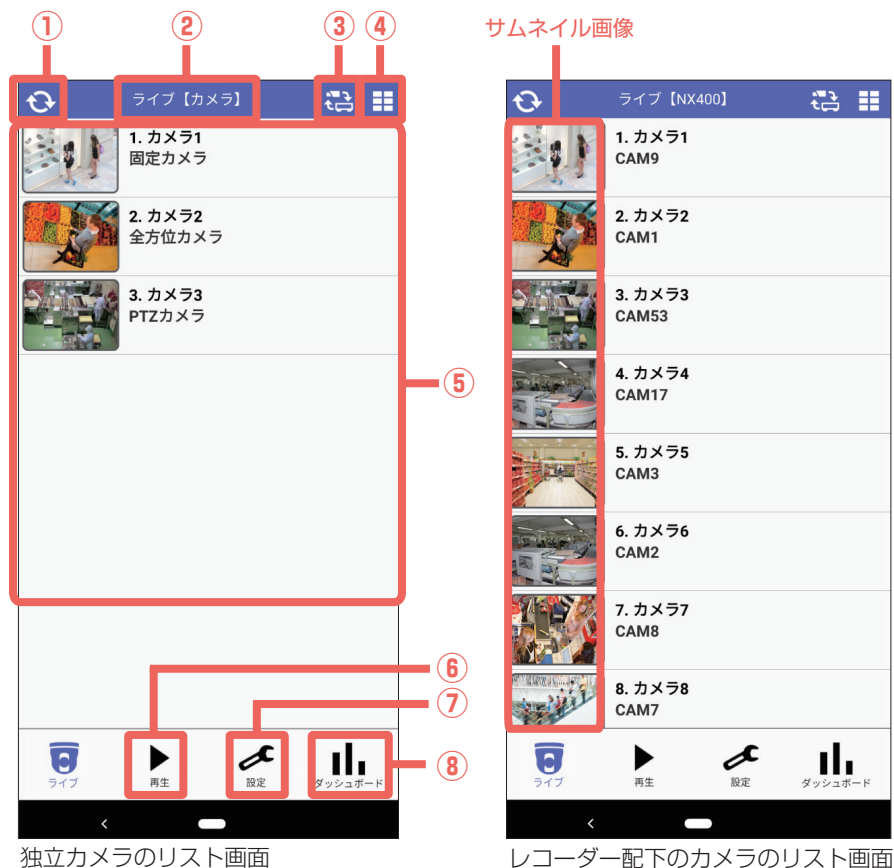 ① ② ③ ④
サムネイル画像
ライブ【カメラ】
1. カメラ1
固定カメラ
2. カメラ2
全方位カメラ
3. カメラ3
PTZカメラ
⑤
⑥
⑦
⑧
ライブ
再生
設定
ダッシュボード
独立カメラのリスト画面
ライブ【NX400】
1. カメラ1
CAM9
2. カメラ2
CAM1
3. カメラ3
CAM53
4. カメラ4
CAM17
5. カメラ5
CAM3
6. カメラ6
CAM2
7. カメラ7
CAM8
8. カメラ8
CAM7
ライブ
再生
設定
ダッシュボード
レコーダー配下のカメラのリスト画面